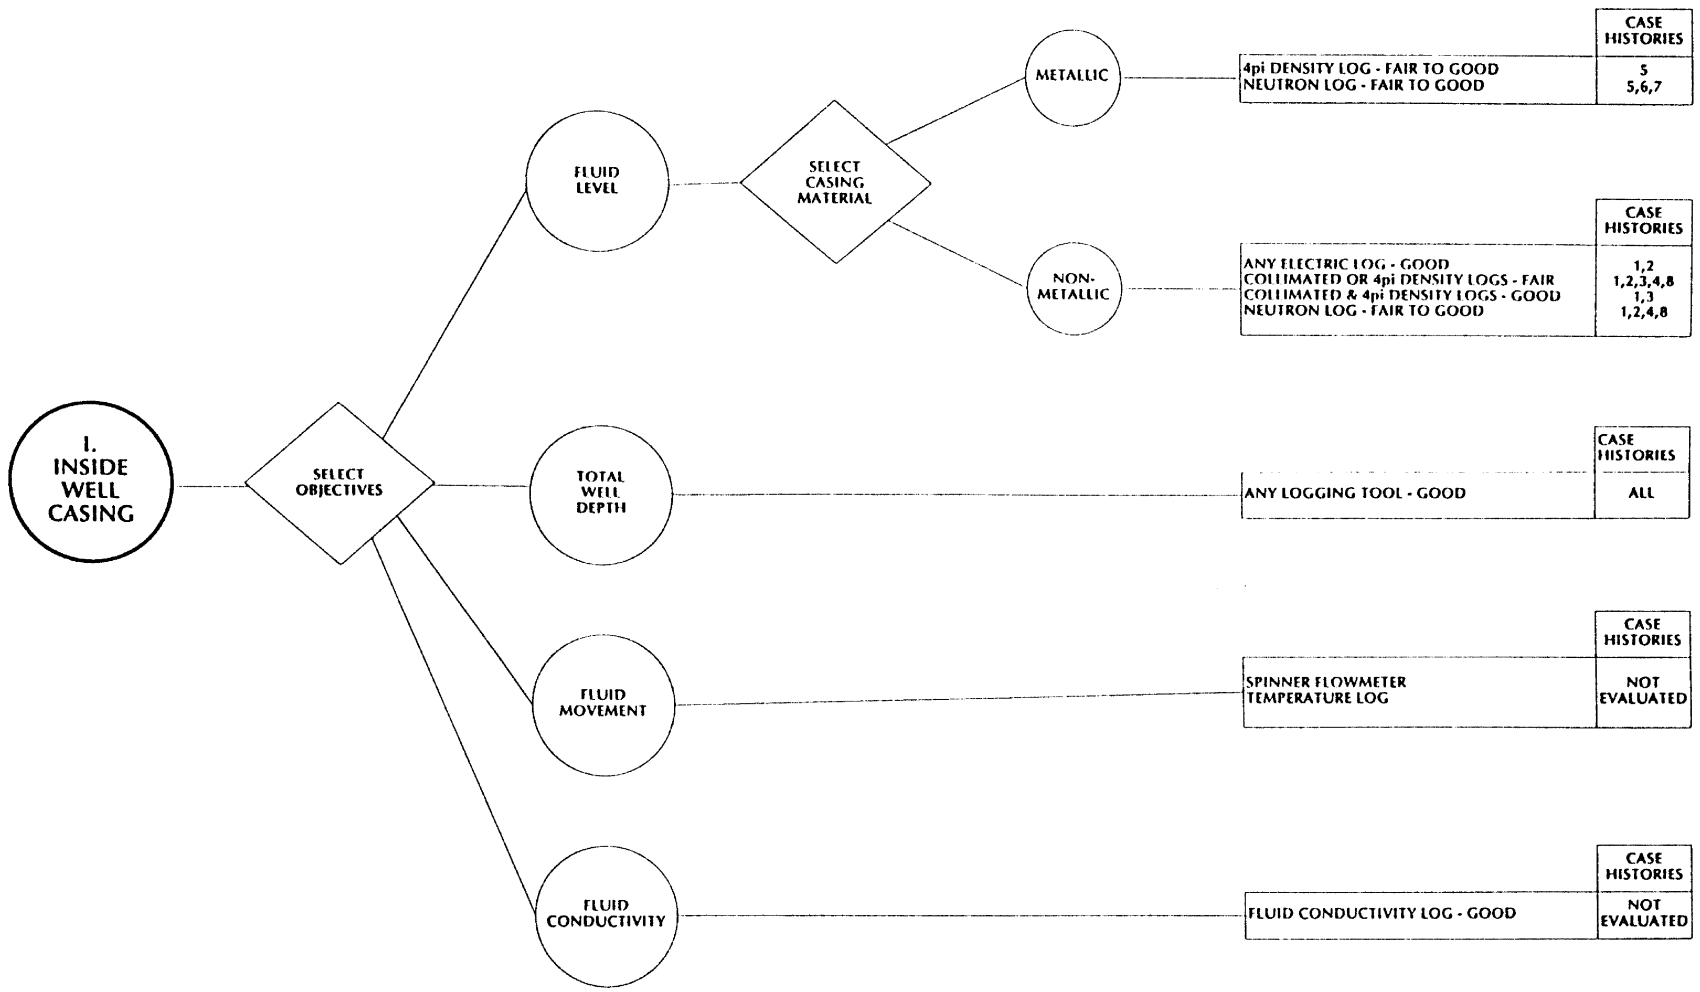 CASE
HISTORIES
METALLIC
4pi DENSITY LOG - FAIR TO GOOD 5
NEUTRON LOG - FAIR TO GOOD 5,6,7
FLUID
LEVEL
SELECT
CASING
MATERIAL
CASE
HISTORIES
NON-
METALLIC
ANY ELECTRIC LOG - GOOD 1,2
COLLIMATED OR 4pi DENSITY LOGS - FAIR 1,2,3,4,8
COLLIMATED & 4pi DENSITY LOGS - GOOD 1,3
NEUTRON LOG - FAIR TO GOOD 1,2,4,8
I.
INSIDE
WELL
CASING
SELECT
OBJECTIVES
TOTAL
WELL
DEPTH
CASE
HISTORIES
ANY LOGGING TOOL - GOOD ALL
FLUID
MOVEMENT
CASE
HISTORIES
SPINNER FLOWMETER
TEMPERATURE LOG
NOT
EVALUATED
FLUID
CONDUCTIVITY
CASE
HISTORIES
FLUID CONDUCTIVITY LOG - GOOD
NOT
EVALUATED